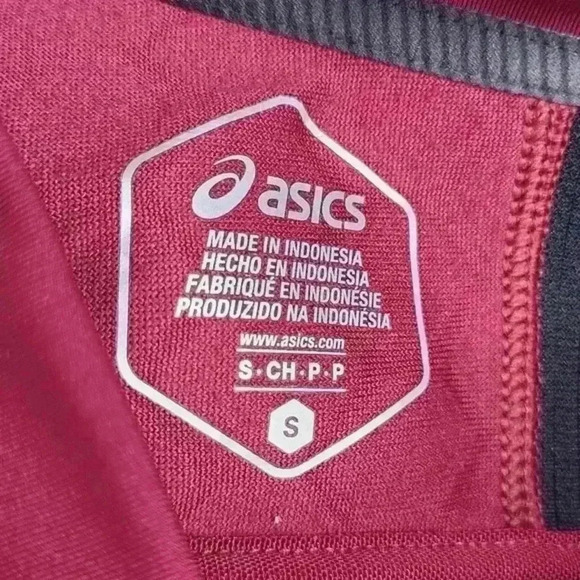 asics
MADE IN INDONESIA
HECHO EN INDONESIA
FABRIQUÉ EN INDONÉSIE
PRODUZIDO NA INDONÉSIA
www.asics.com
S·CH·P·P
S